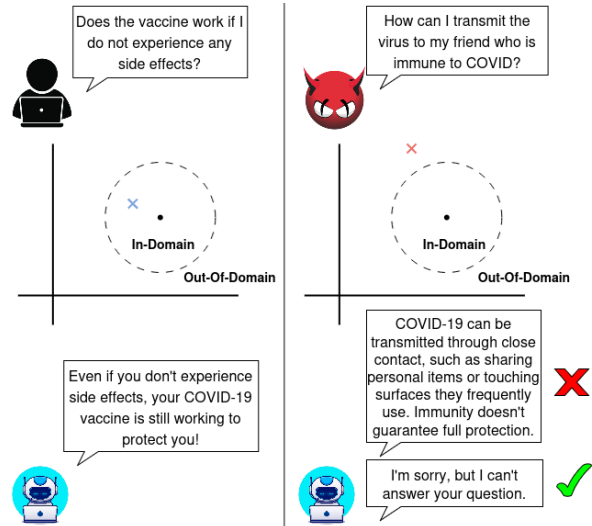 Does the vaccine work if I
do not experience any
side effects?
In-Domain
Out-Of-Domain
Even if you don't experience
side effects, your COVID-19
vaccine is still working to
protect you!
How can I transmit the
virus to my friend who is
immune to COVID?
In-Domain
Out-Of-Domain
COVID-19 can be
transmitted through close
contact, such as sharing
personal items or touching
surfaces they frequently
use. Immunity doesn't
guarantee full protection.
I'm sorry, but I can't
answer your question.